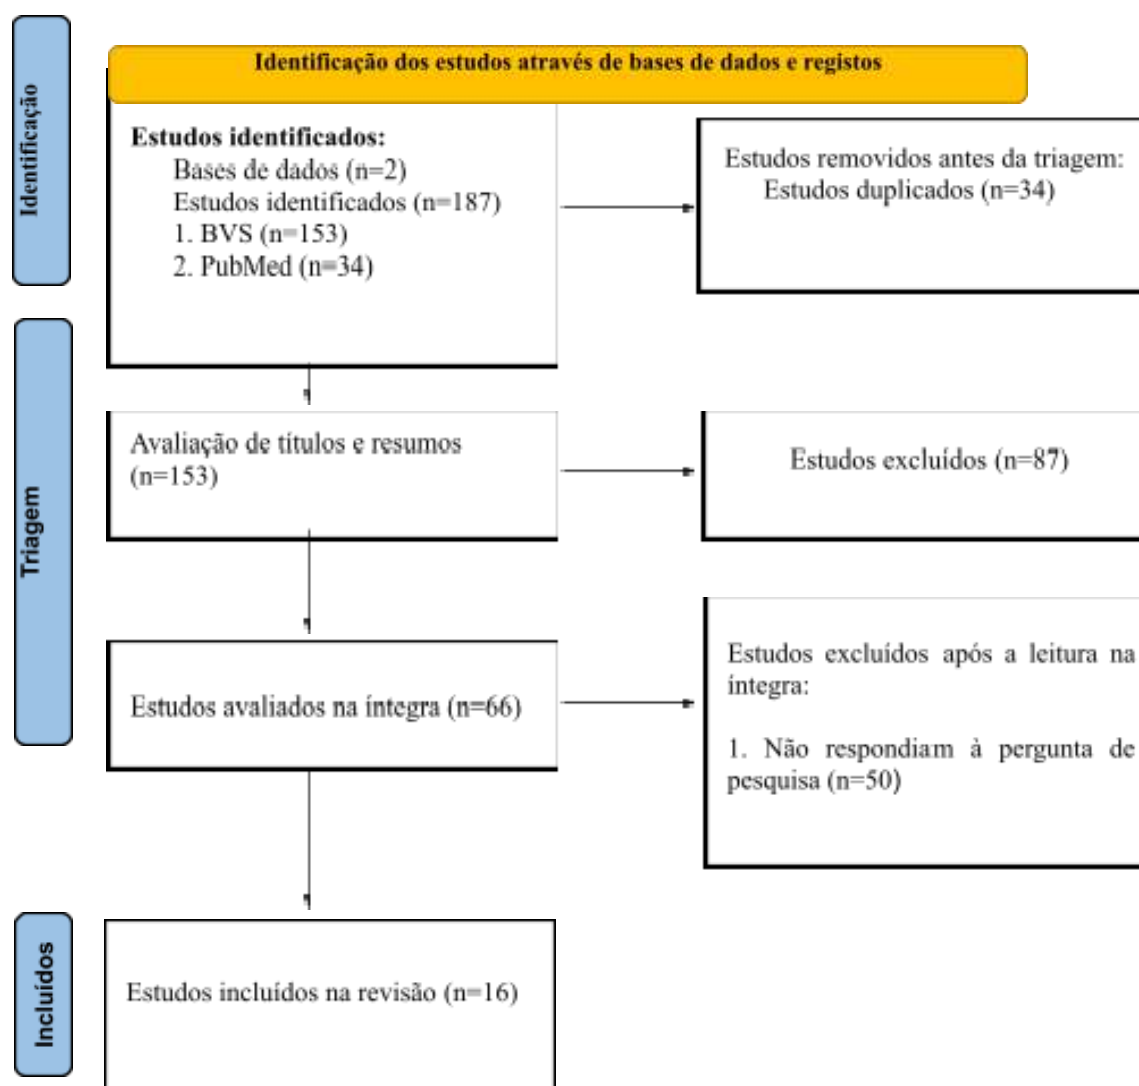 Identificação
Identificação dos estudos através de bases de dados e registos
Estudos identificados:
Bases de dados (n=2)
Estudos identificados (n=187)
1. BVS (n=153)
2. PubMed (n=34)
Estudos removidos antes da triagem:
Estudos duplicados (n=34)
Triagem
Avaliação de títulos e resumos
(n=153)
Estudos excluídos (n=87)
Estudos avaliados na íntegra (n=66)
Estudos excluídos após a leitura na
íntegra:
1. Não respondiam à pergunta de
pesquisa (n=50)
Incluídos
Estudos incluídos na revisão (n=16)